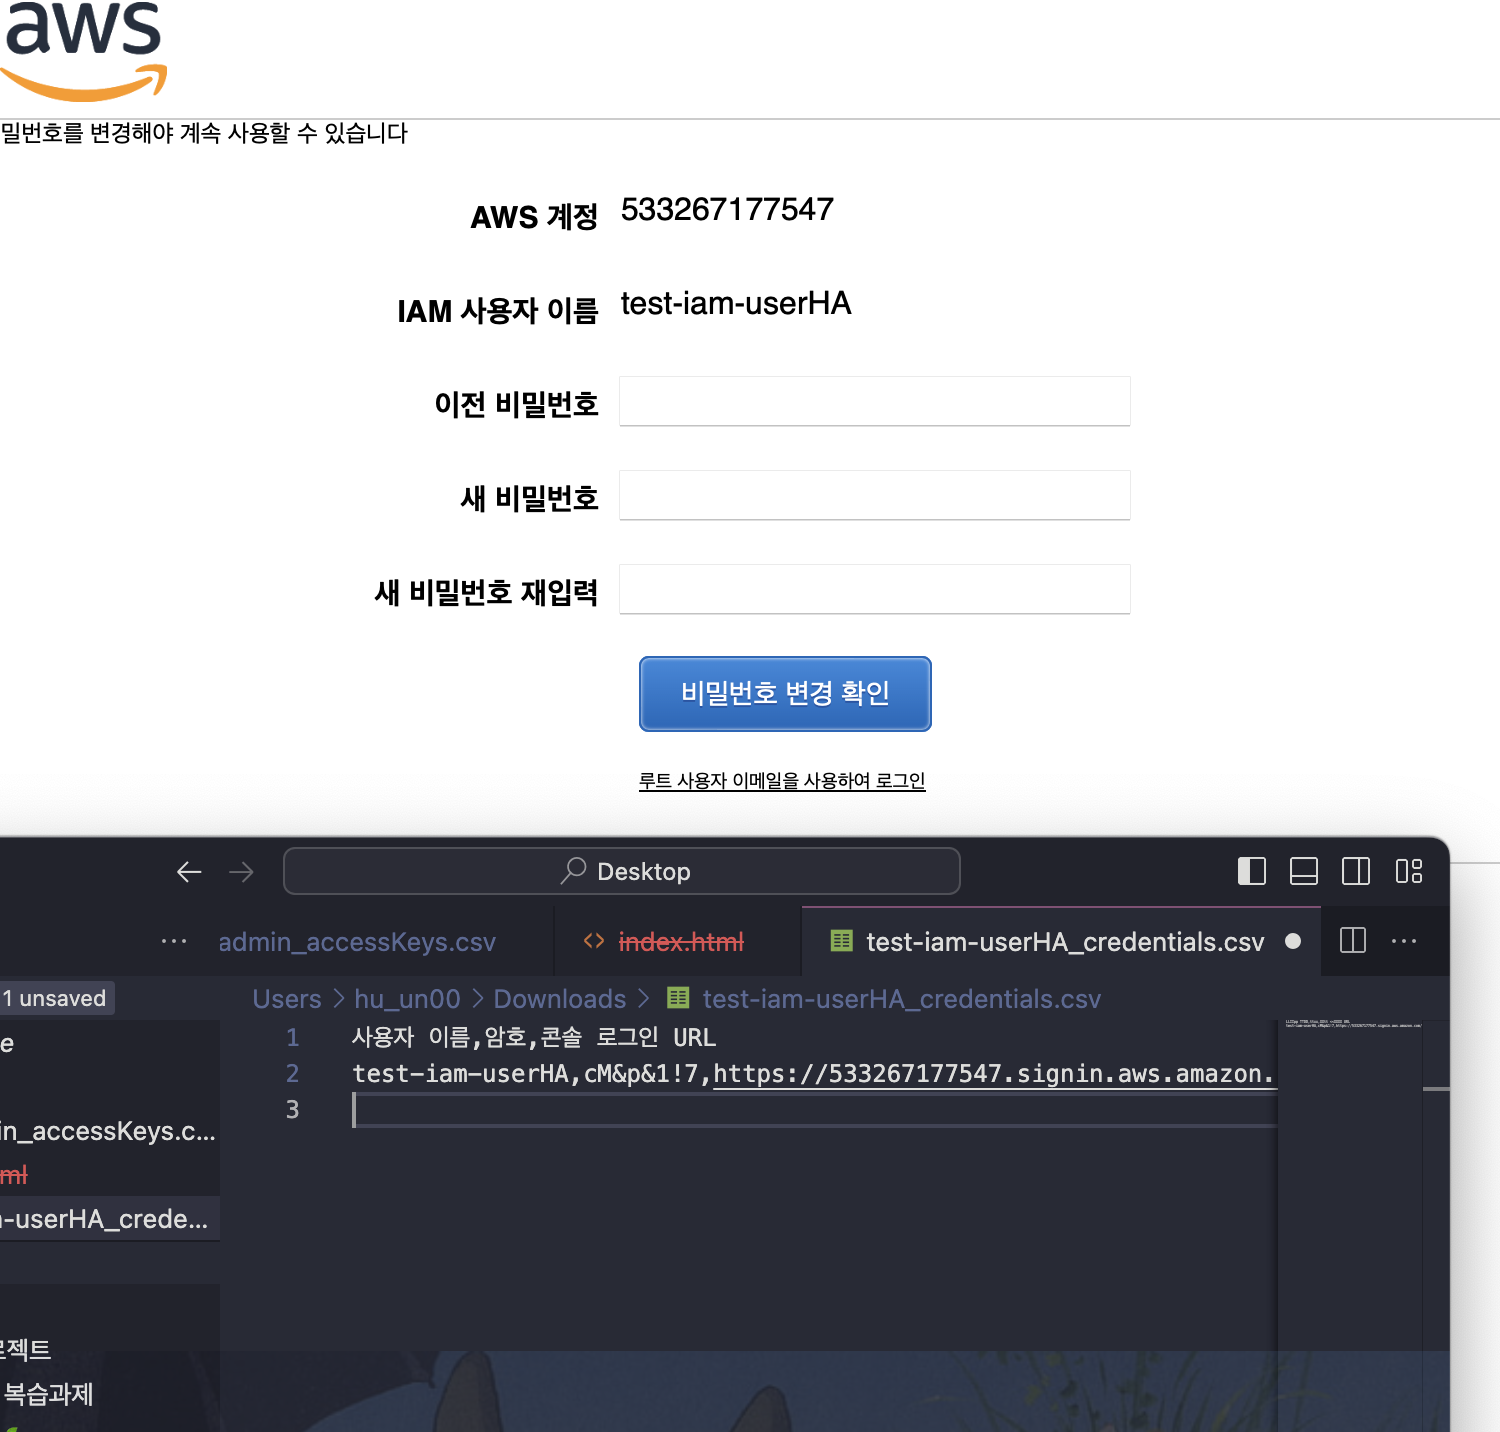 aws
밀번호를 변경해야 계속 사용할 수 있습니다
AWS 계정 533267177547
IAM 사용자 이름 test-iam-userHA
이전 비밀번호
새 비밀번호
새 비밀번호 재입력
비밀번호 변경 확인
루트 사용자 이메일을 사용하여 로그인
Desktop
admin_accessKeys.csv
index.html
test-iam-userHA_credentials.csv
1 unsaved
Users > hu_un00 > Downloads > test-iam-userHA_credentials.csv
e
in_accessKeys.c...
ml
-userHA_crede...
젝트
복습과제
1 사용자 이름,암호,콘솔 로그인 URL
2 test-iam-userHA,cM&p&1!7,https://533267177547.signin.aws.amazon.
3